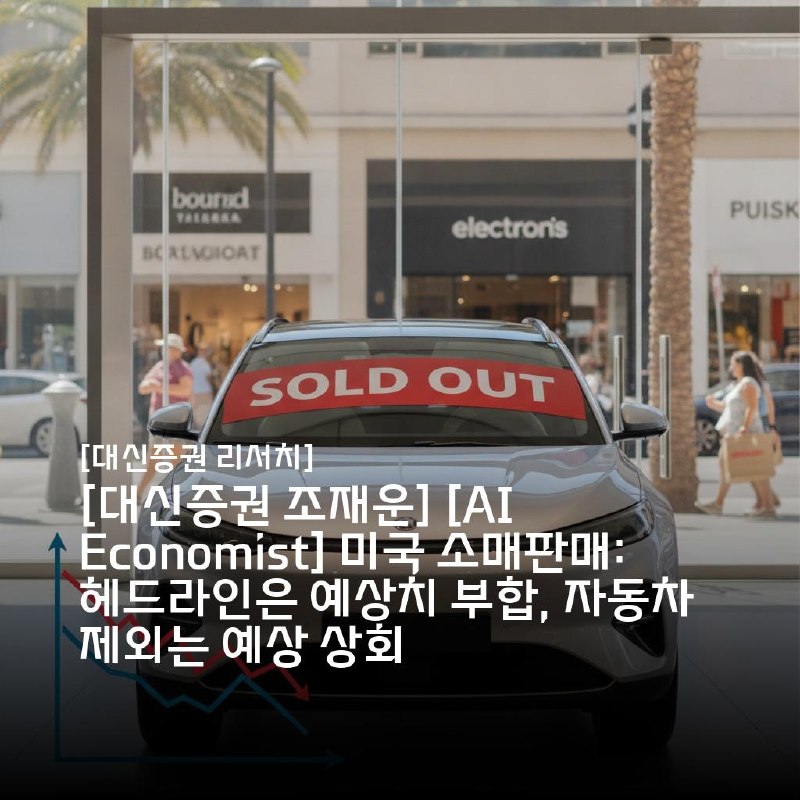 bound
electronis
PUISK
SOLD OUT
[대신증권 리서치]
[대신증권 조재운] [AI
Economist] 미국 소매판매:
헤드라인은 예상치 부합, 자동차
제외는 예상 상회